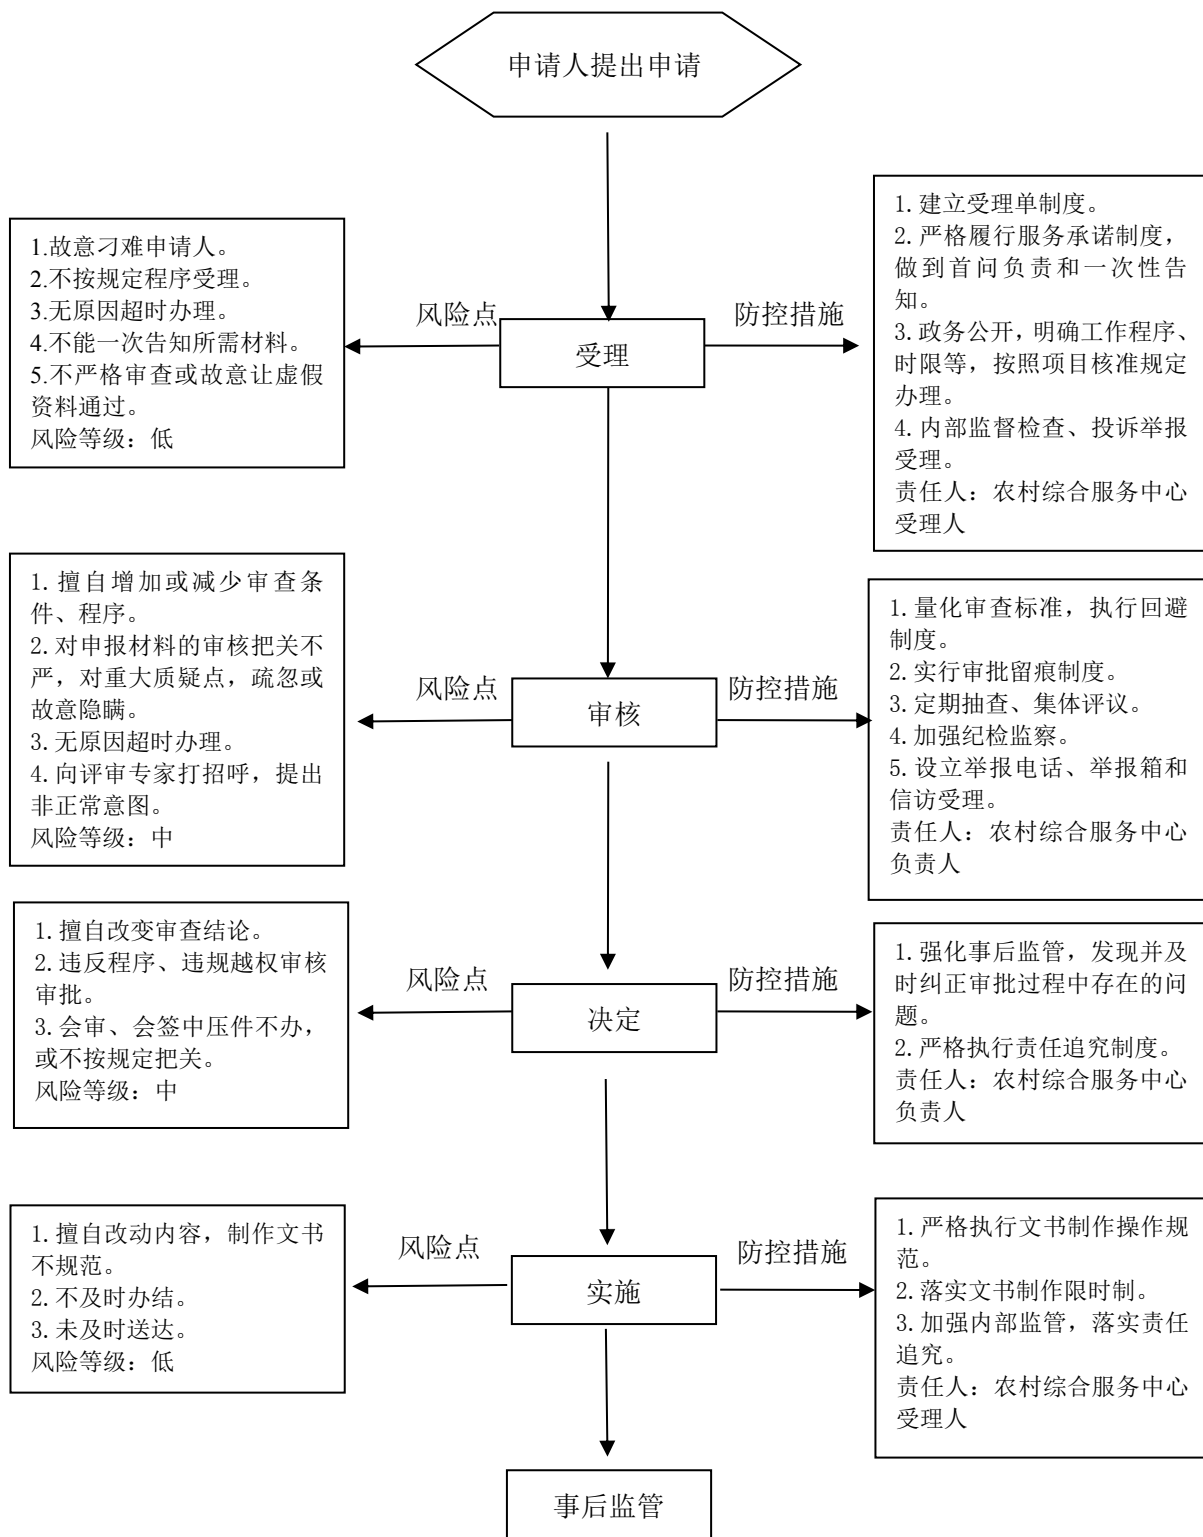 申请人提出申请
1.故意刁难申请人。
2.不按规定程序受理。
3.无原因超时办理。
4.不能一次告知所需材料。
5.不严格审查或故意让虚假
资料通过。
风险等级：低
风险点
受理
防控措施
1.建立受理单制度。
2.严格履行服务承诺制度，
做到首问负责和一次性告
知。
3.政务公开，明确工作程序、
时限等，按照项目核准规定
办理。
4.内部监督检查、投诉举报
受理。
责任人：农村综合服务中心
受理人
1.擅自增加或减少审查条
件、程序。
2.对申报材料的审核把关不
严，对重大质疑点，疏忽或
故意隐瞒。
3.无原因超时办理。
4.向评审专家打招呼，提出
非正常意图。
风险等级：中
风险点
审核
防控措施
1.量化审查标准，执行回避
制度。
2.实行审批留痕制度。
3.定期抽查、集体评议。
4.加强纪检监察。
5.设立举报电话、举报箱和
信访受理。
责任人：农村综合服务中心
负责人
1.擅自改变审查结论。
2.违反程序、违规越权审核
审批。
3.会审、会签中压件不办，
或不按规定把关。
风险等级：中
风险点
决定
防控措施
1.强化事后监管，发现并及
时纠正审批过程中存在的问
题。
2.严格执行责任追究制度。
责任人：农村综合服务中心
负责人
1.擅自改动内容，制作文书
不规范。
2.不及时办结。
3.未及时送达。
风险等级：低
风险点
实施
防控措施
1.严格执行文书制作操作规
范。
2.落实文书制作限时制。
3.加强内部监管，落实责任
追究。
责任人：农村综合服务中心
受理人
事后监管